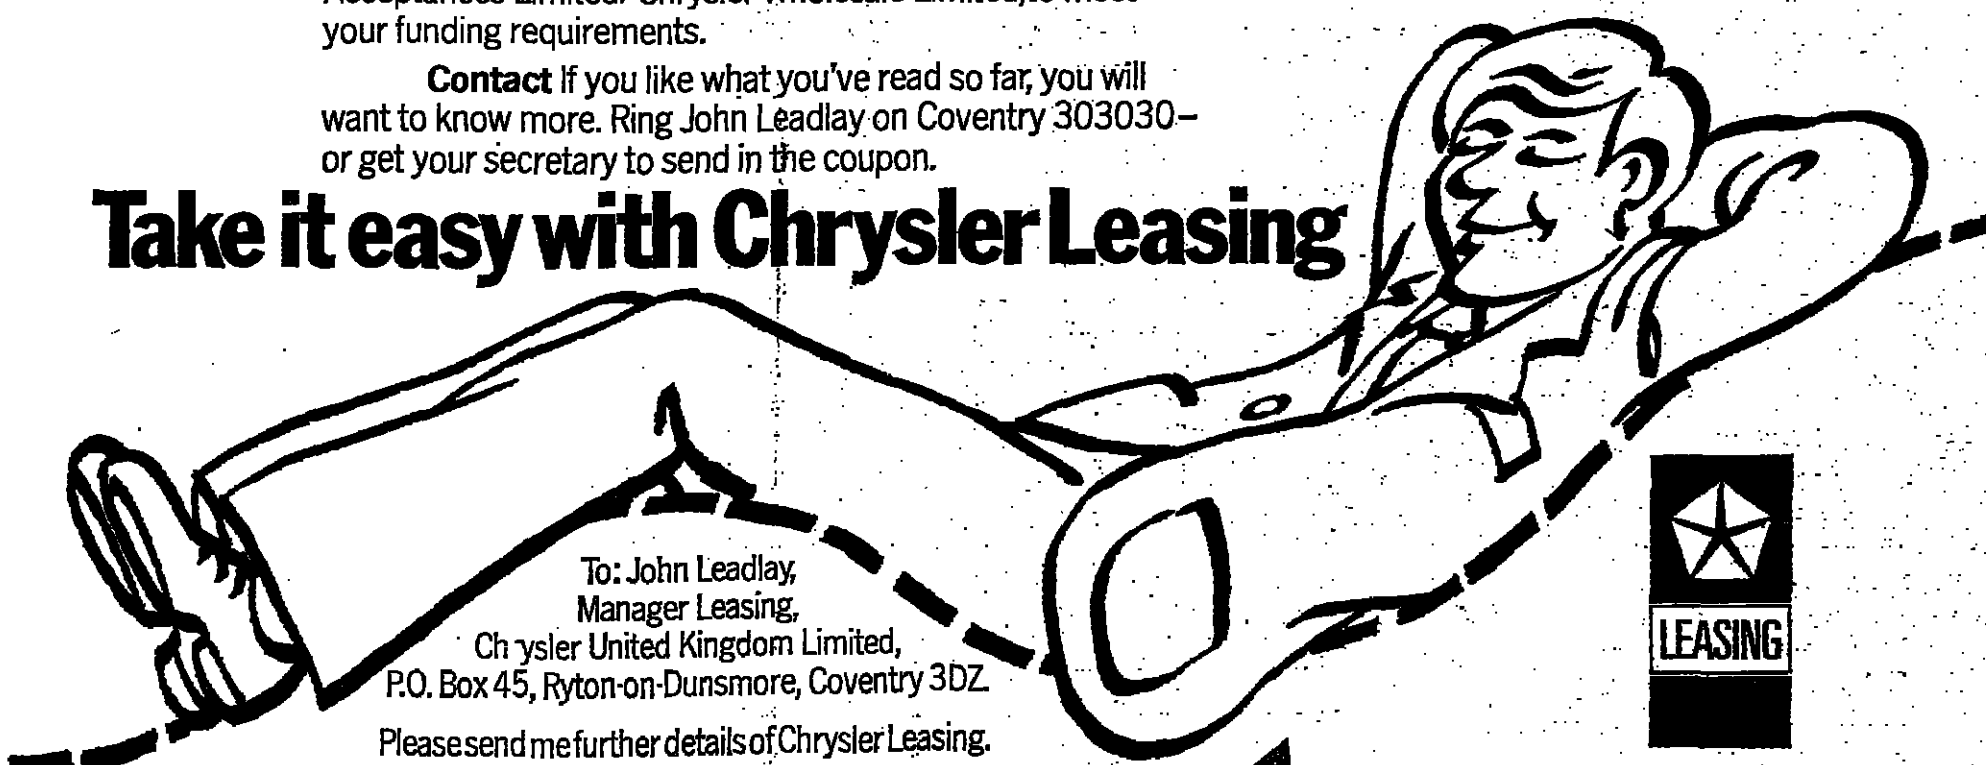 your funding requirements.
Contact If you like what you've read so far, you will
want to know more. Ring John Leadlay on Coventry 303030–
or get your secretary to send in the coupon.
Take it easy with Chrysler Leasing
To: John Leadlay,
Manager Leasing,
Chrysler United Kingdom Limited,
P.O. Box 45, Ryton-on-Dunsmore, Coventry 3DZ.
Please send me further details of Chrysler Leasing.
LEASING